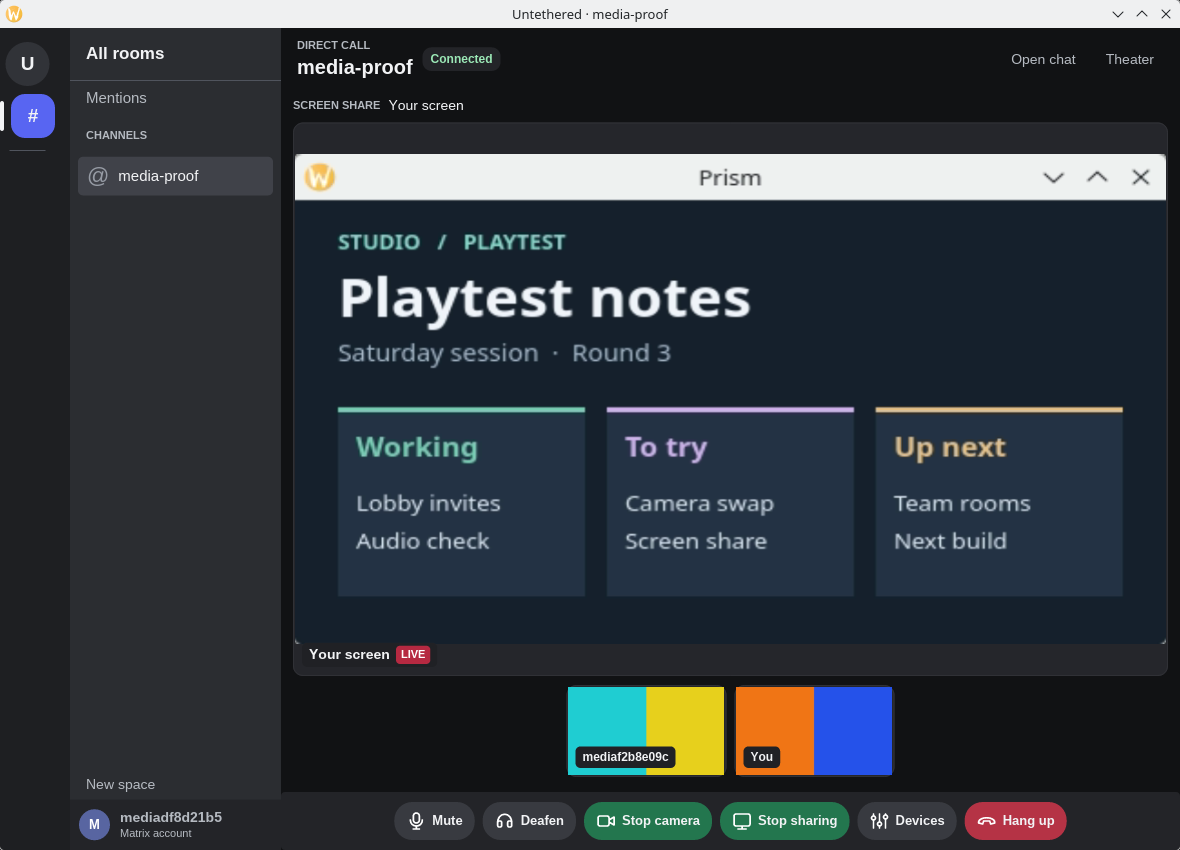 Untethered · media-proof
U
#
All rooms
Mentions
CHANNELS
@ media-proof
New space
M
mediadf8d21b5
Matrix account
DIRECT CALL
media-proof
Connected
Open chat
Theater
SCREEN SHARE Your screen
Prism
STUDIO / PLAYTEST
Playtest notes
Saturday session · Round 3
Working
Lobby invites
Audio check
To try
Camera swap
Screen share
Up next
Team rooms
Next build
Your screen LIVE
mediaf2b8e09c
You
Mute
Deafen
Stop camera
Stop sharing
Devices
Hang up